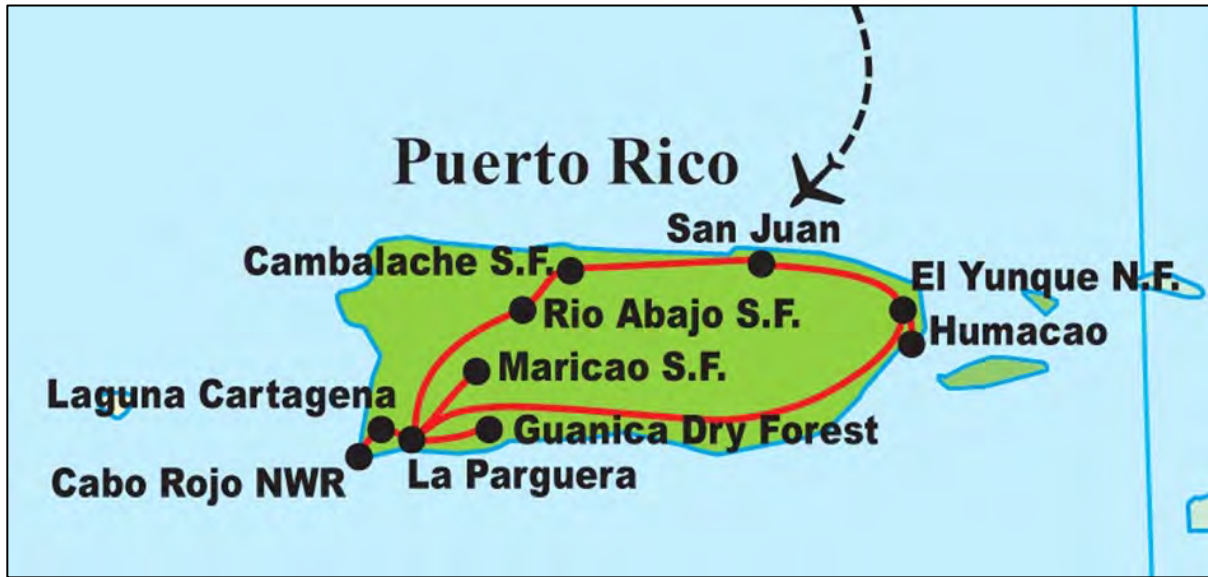 Puerto Rico
San Juan
Cambalache S.F.
El Yunque N.F.
Rio Abajo S.F.
Humacao
Maricao S.F.
Laguna Cartagena
Guanica Dry Forest
La Parguera
Cabo Rojo NWR